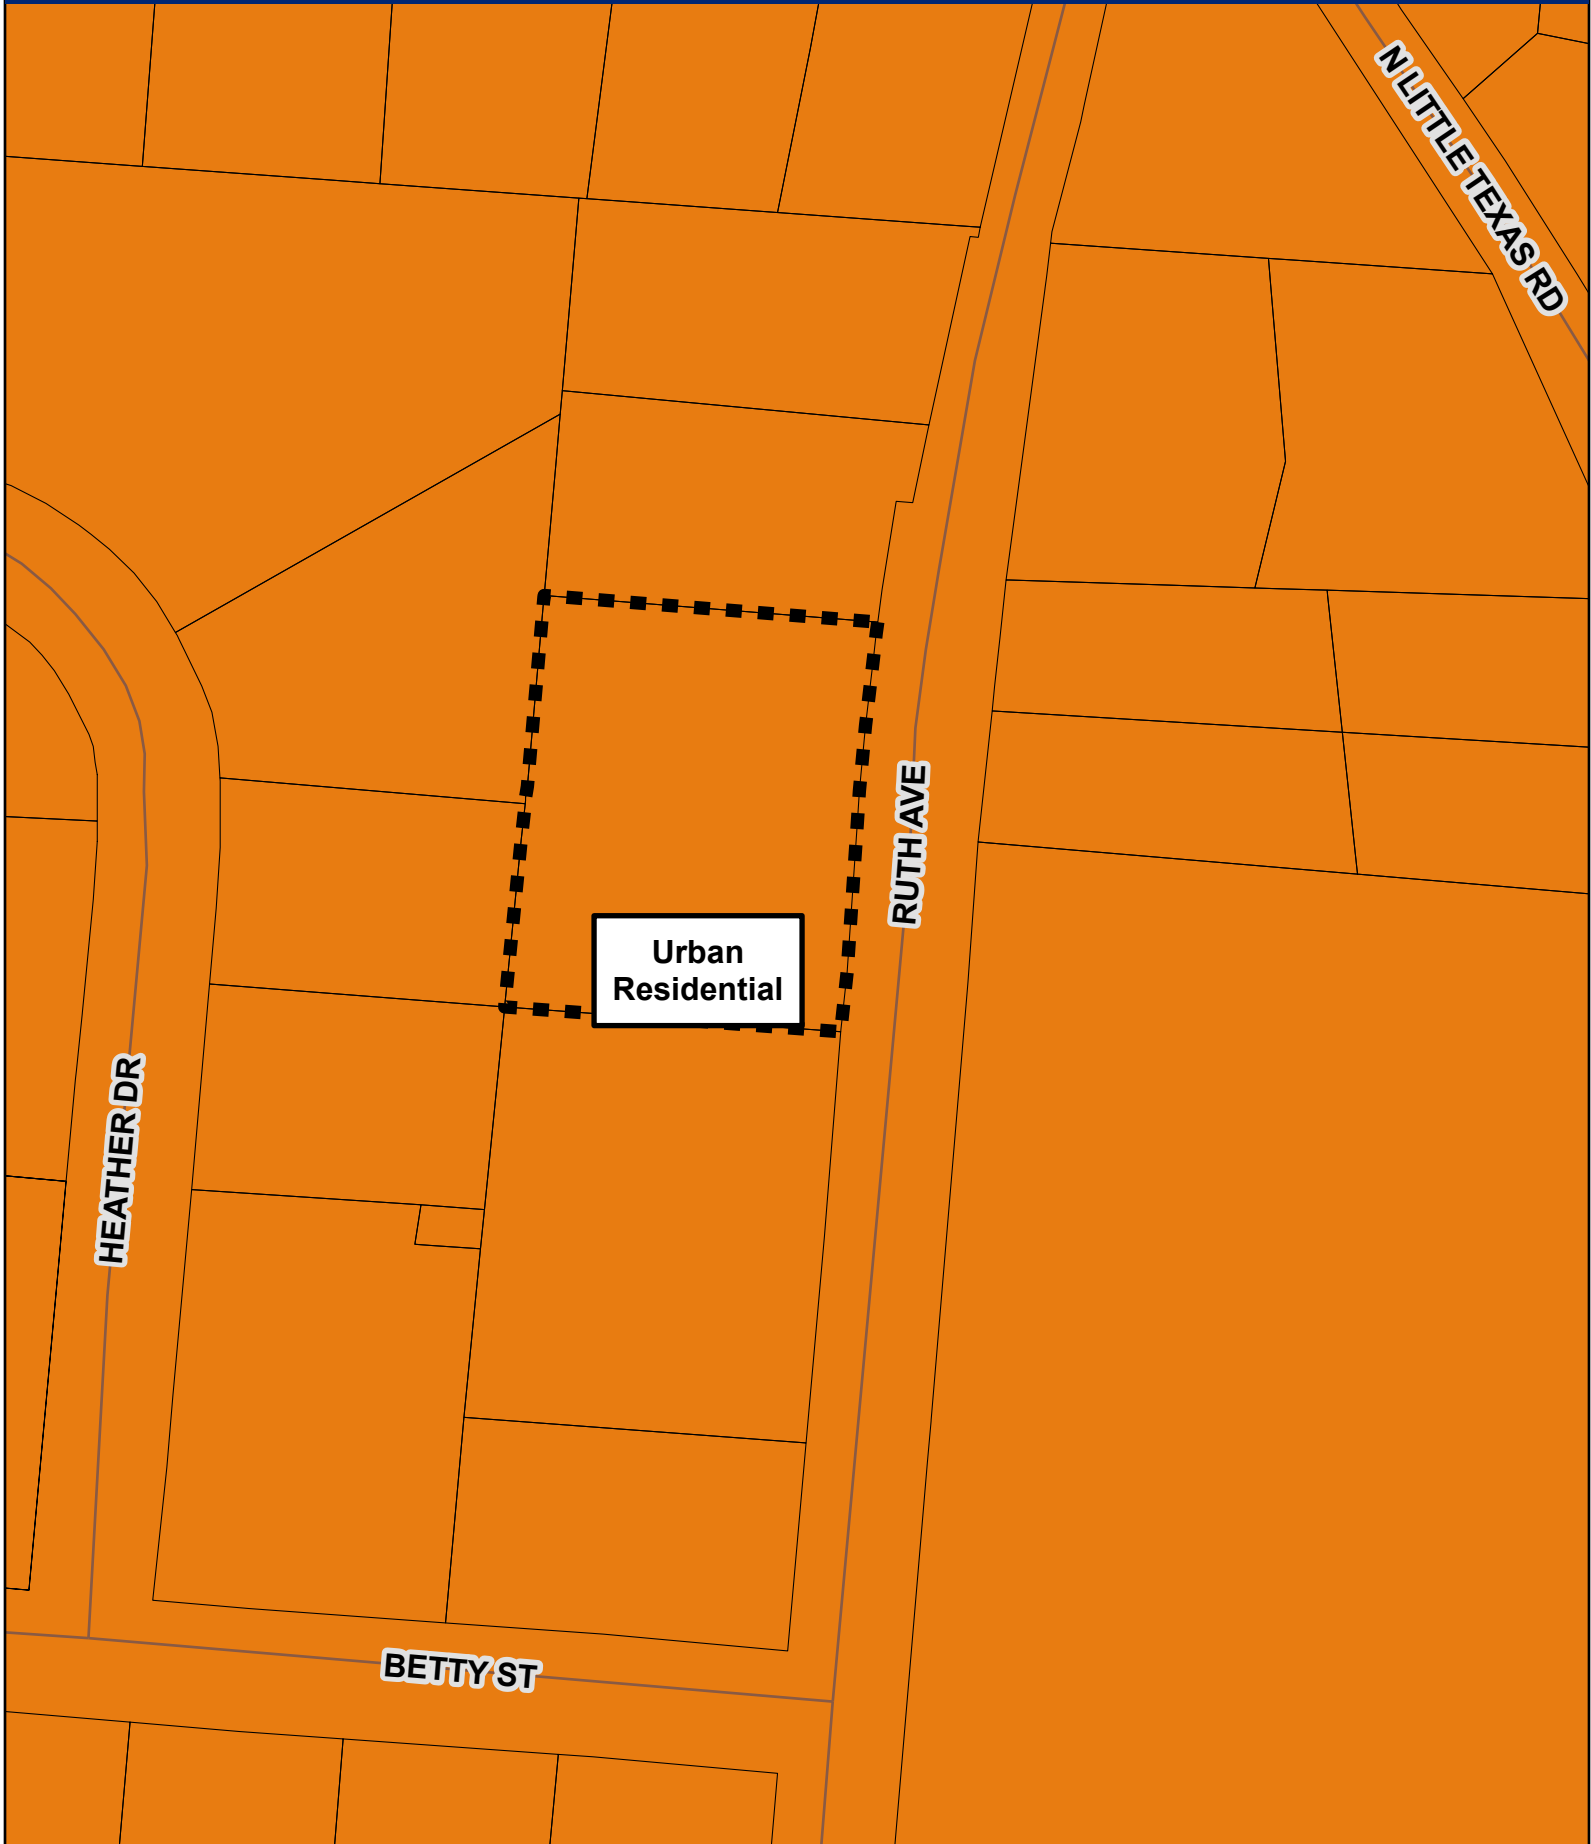 N LITTLE TEXAS RD
RUTH AVE
Urban
Residential
HEATHER DR
BETTY ST